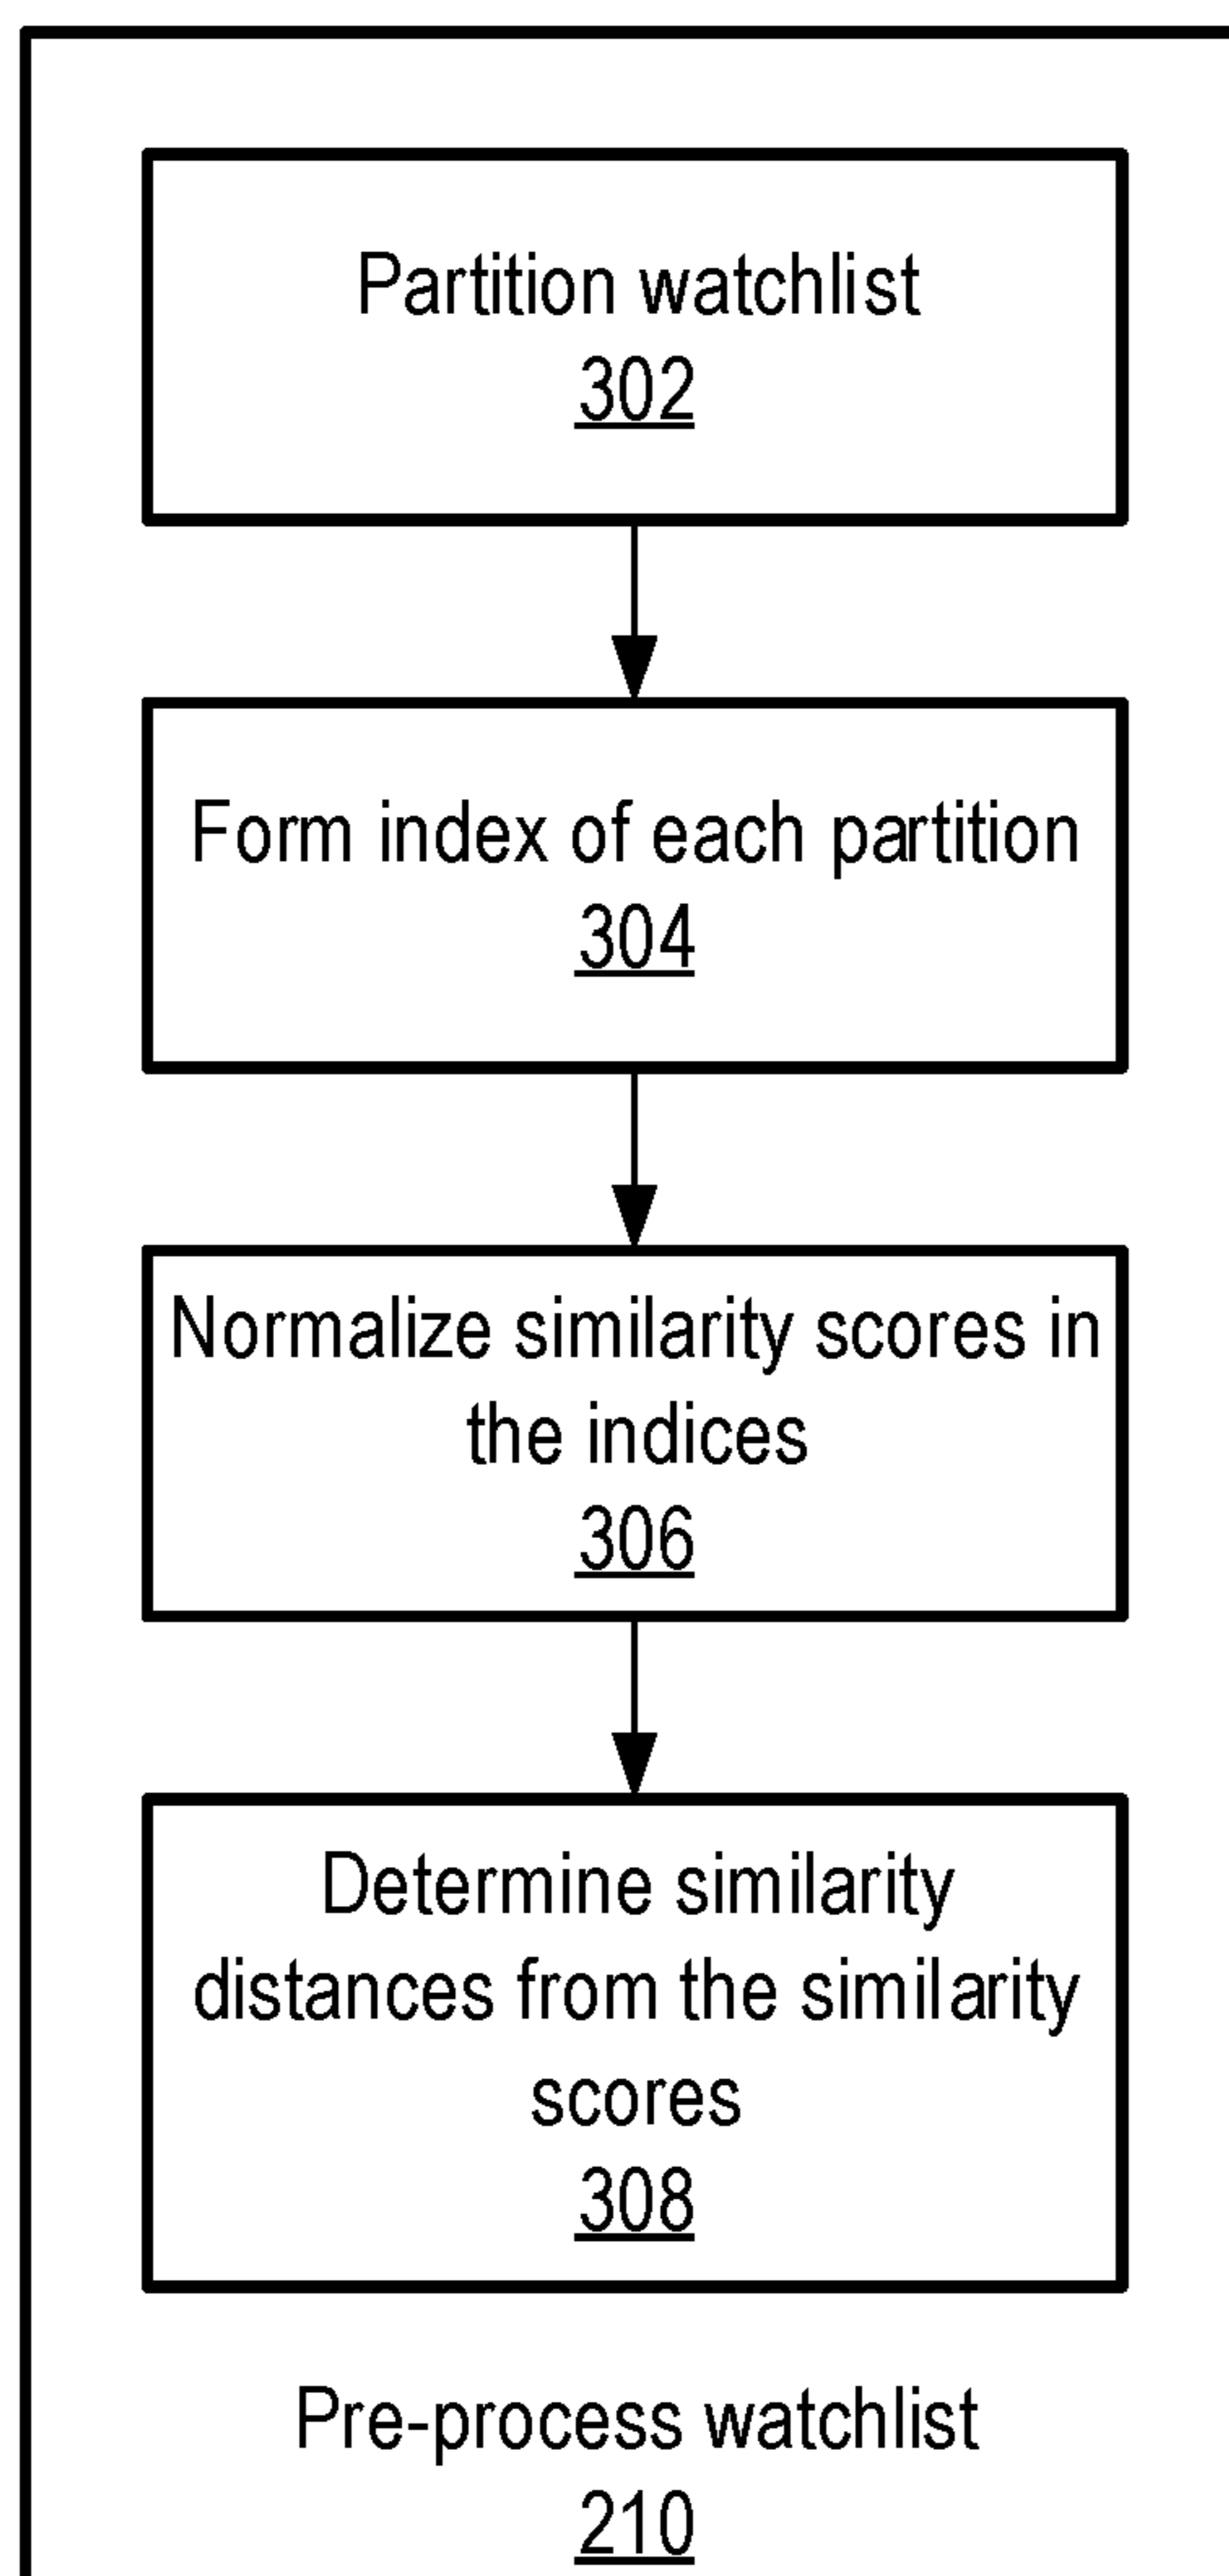 Partition watchlist
302
Form index of each partition
304
Normalize similarity scores in
the indices
306
Determine similarity
distances from the similarity
scores
308
Pre-process watchlist
210